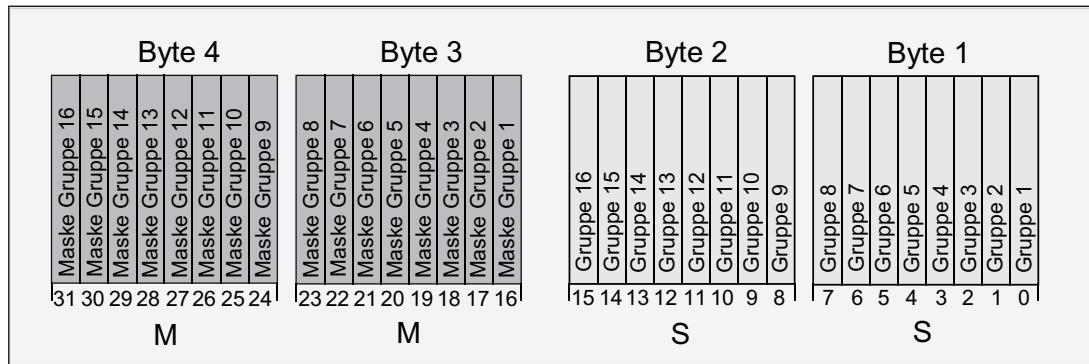 Byte 4
Byte 3
Byte 2
Byte 1
Maske Gruppe 16
Maske Gruppe 15
Maske Gruppe 14
Maske Gruppe 13
Maske Gruppe 12
Maske Gruppe 11
Maske Gruppe 10
Maske Gruppe 9
Maske Gruppe 8
Maske Gruppe 7
Maske Gruppe 6
Maske Gruppe 5
Maske Gruppe 4
Maske Gruppe 3
Maske Gruppe 2
Maske Gruppe 1
Gruppe 16
Gruppe 15
Gruppe 14
Gruppe 13
Gruppe 12
Gruppe 11
Gruppe 10
Gruppe 9
Gruppe 8
Gruppe 7
Gruppe 6
Gruppe 5
Gruppe 4
Gruppe 3
Gruppe 2
Gruppe 1
31 30 29 28 27 26 25 24
23 22 21 20 19 18 17 16
15 14 13 12 11 10 9 8
7 6 5 4 3 2 1 0
M
M
S
S